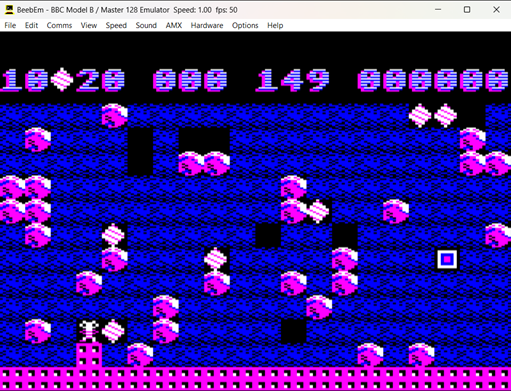 BeebEm - BBC Model B / Master 128 Emulator Speed: 1.00 fps: 50
File Edit Comms View Speed Sound AMX Hardware Options Help
10 20 000 149 000000